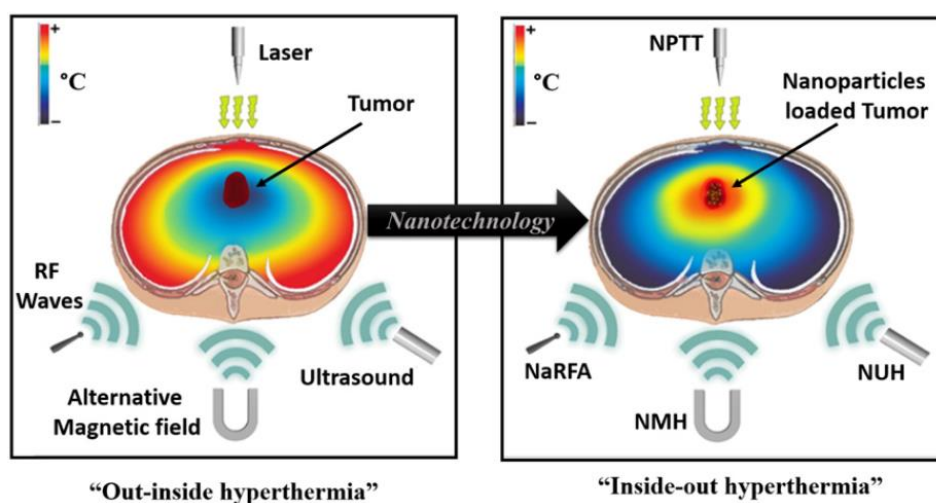 +
°C
−
Laser
Tumor
RF
Waves
Alternative
Magnetic field
Ultrasound
“Out-inside hyperthermia”
Nanotechnology
+
°C
−
NPTT
Nanoparticles
loaded Tumor
NaRFA
NMH
NUH
“Inside-out hyperthermia”